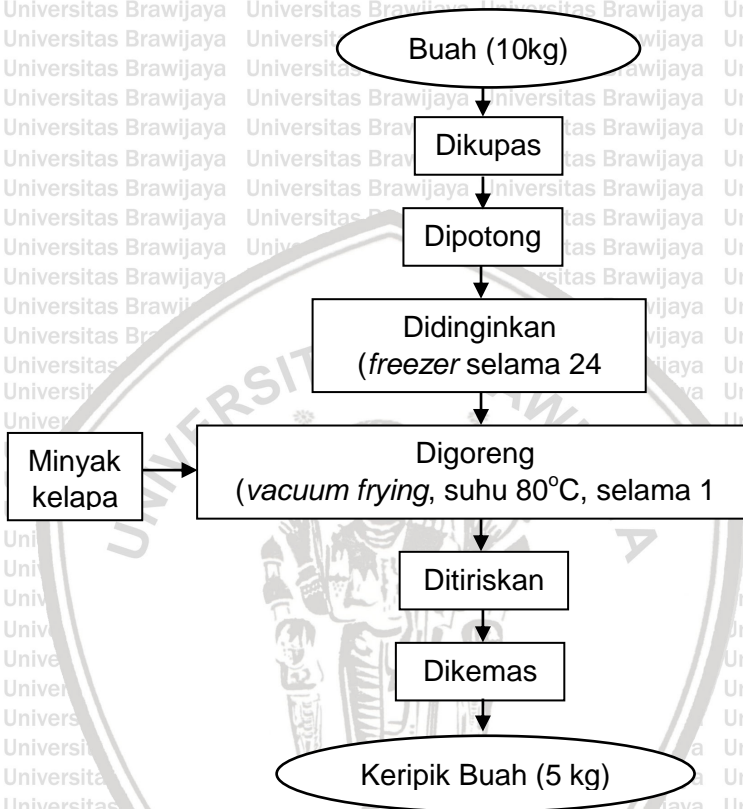 Buah (10kg)
Dikupas
Dipotong
Didinginkan
(freezer selama 24
Minyak
kelapa
Digoreng
(vacuum frying, suhu 80°C, selama 1
Ditiriskan
Dikemas
Keripik Buah (5 kg)